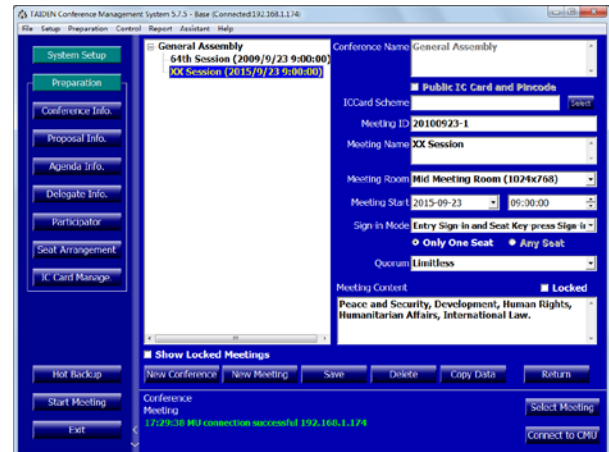 TAIDEN Conference Management System 5.7.5 - Base (Connected:192.168.1.174)
File Setup Preparation Control Report Assistant Help
System Setup
Preparation
Conference Info.
Proposal Info.
Agenda Info.
Delegate Info.
Participator
Seat Arrangement
IC Card Manage.
Hot Backup
Start Meeting
Exit
General Assembly
64th Session (2009/9/23 9:00:00)
XX Session (2015/9/23 9:00:00)
Conference Name General Assembly
Public IC Card and Pincode
ICCard Scheme Select
Meeting ID 20100923-1
Meeting Name XX Session
Meeting Room Mid Meeting Room (1024x768)
Meeting Start 2015-09-23 09:00:00
Sign-in Mode Entry Sign-in and Seat Key-press Sign-i
Only One Seat Any Seat
Quorum Limitless
Meeting Content Locked
Peace and Security, Development, Human Rights,
Humanitarian Affairs, International Law.
Show Locked Meetings
New Conference New Meeting Save Delete Copy Data Return
Conference
Meeting
17:29:38 MU connection successful 192.168.1.174
Select Meeting
Connect to CMU